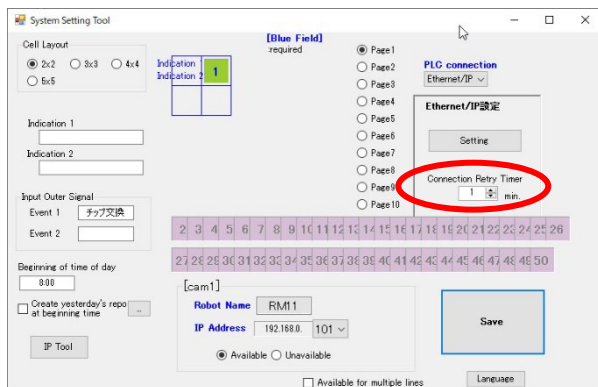 System Setting Tool
Cell Layout
2x2 3x3 4x4
5x5
[Blue Field]
:required
Indication
Indication 2
1
Page1
Page2
Page3
Page4
Page5
Page6
Page7
Page8
Page9
Page10
PLC connection
Ethernet/IP
Ethernet/IP設定
Setting
Connection Retry Timer
1 min.
Indication 1
Indication 2
Input Outer Signal
Event 1 チップ交換
Event 2
2 3 4 5 6 7 8 9 10 11 12 13 14 15 16 17 18 19 20 21 22 23 24 25 26
27 28 29 30 31 32 33 34 35 36 37 38 39 40 41 42 43 44 45 46 47 48 49 50
Beginning of time of day
8:00
Create yesterday's repo
at beginning time
..
IP Tool
[cam1]
Robot Name RM11
IP Address 192.168.0. 101
Available Unavailable
Save
Available for multiple lines
Language